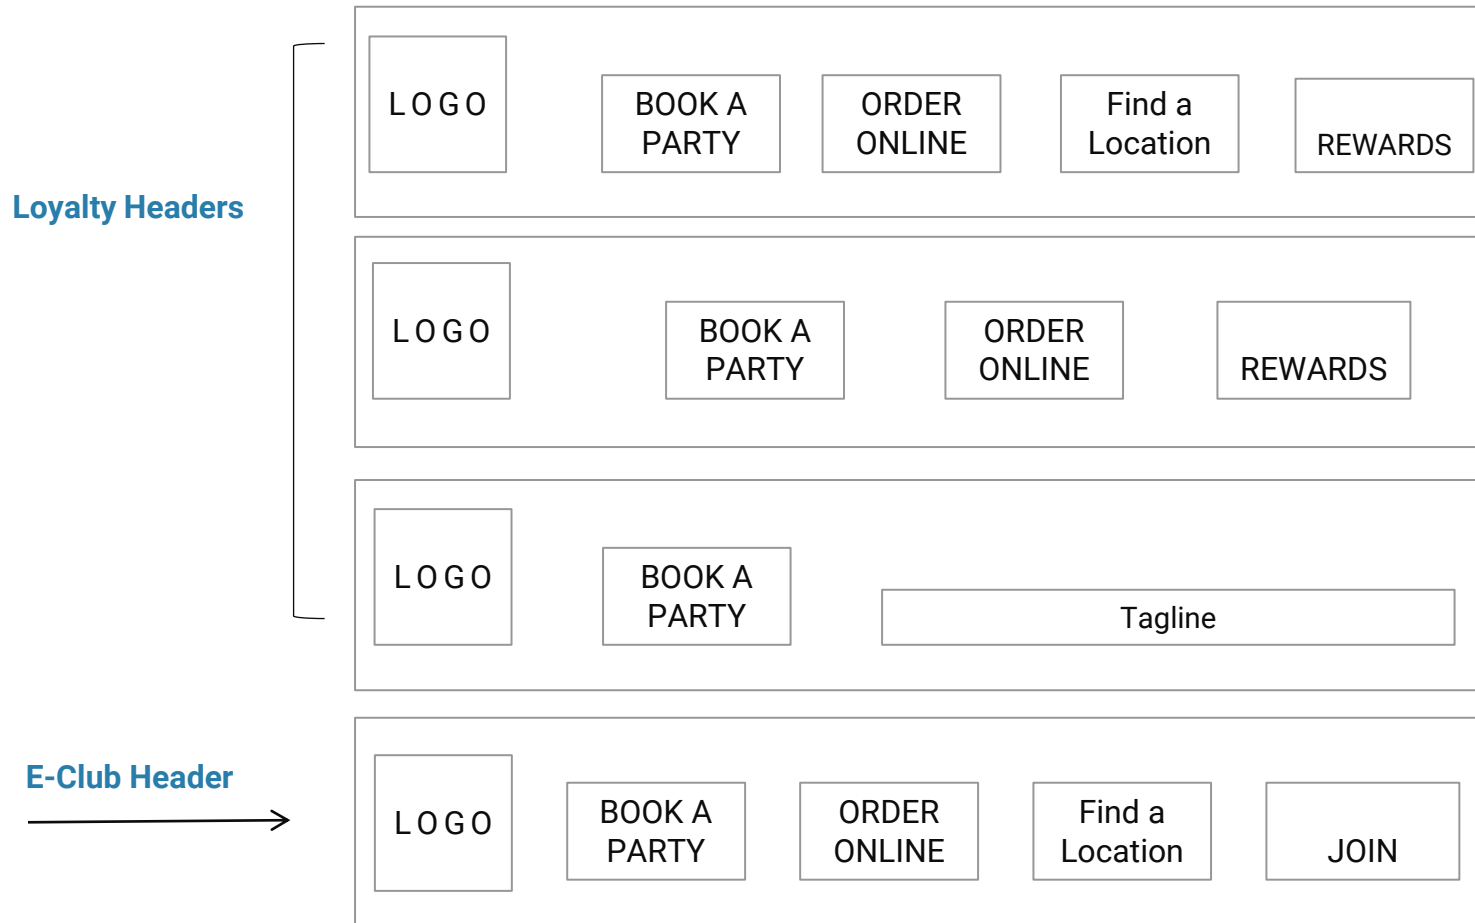 Loyalty Headers
LOGO
BOOK A
PARTY
ORDER
ONLINE
Find a
Location
REWARDS
LOGO
BOOK A
PARTY
ORDER
ONLINE
REWARDS
LOGO
BOOK A
PARTY
Tagline
E-Club Header
LOGO
BOOK A
PARTY
ORDER
ONLINE
Find a
Location
JOIN